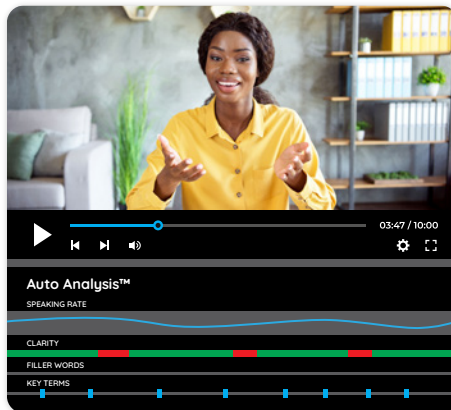 03:47 / 10:00
Auto Analysis™
SPEAKING RATE
CLARITY
FILLER WORDS
KEY TERMS